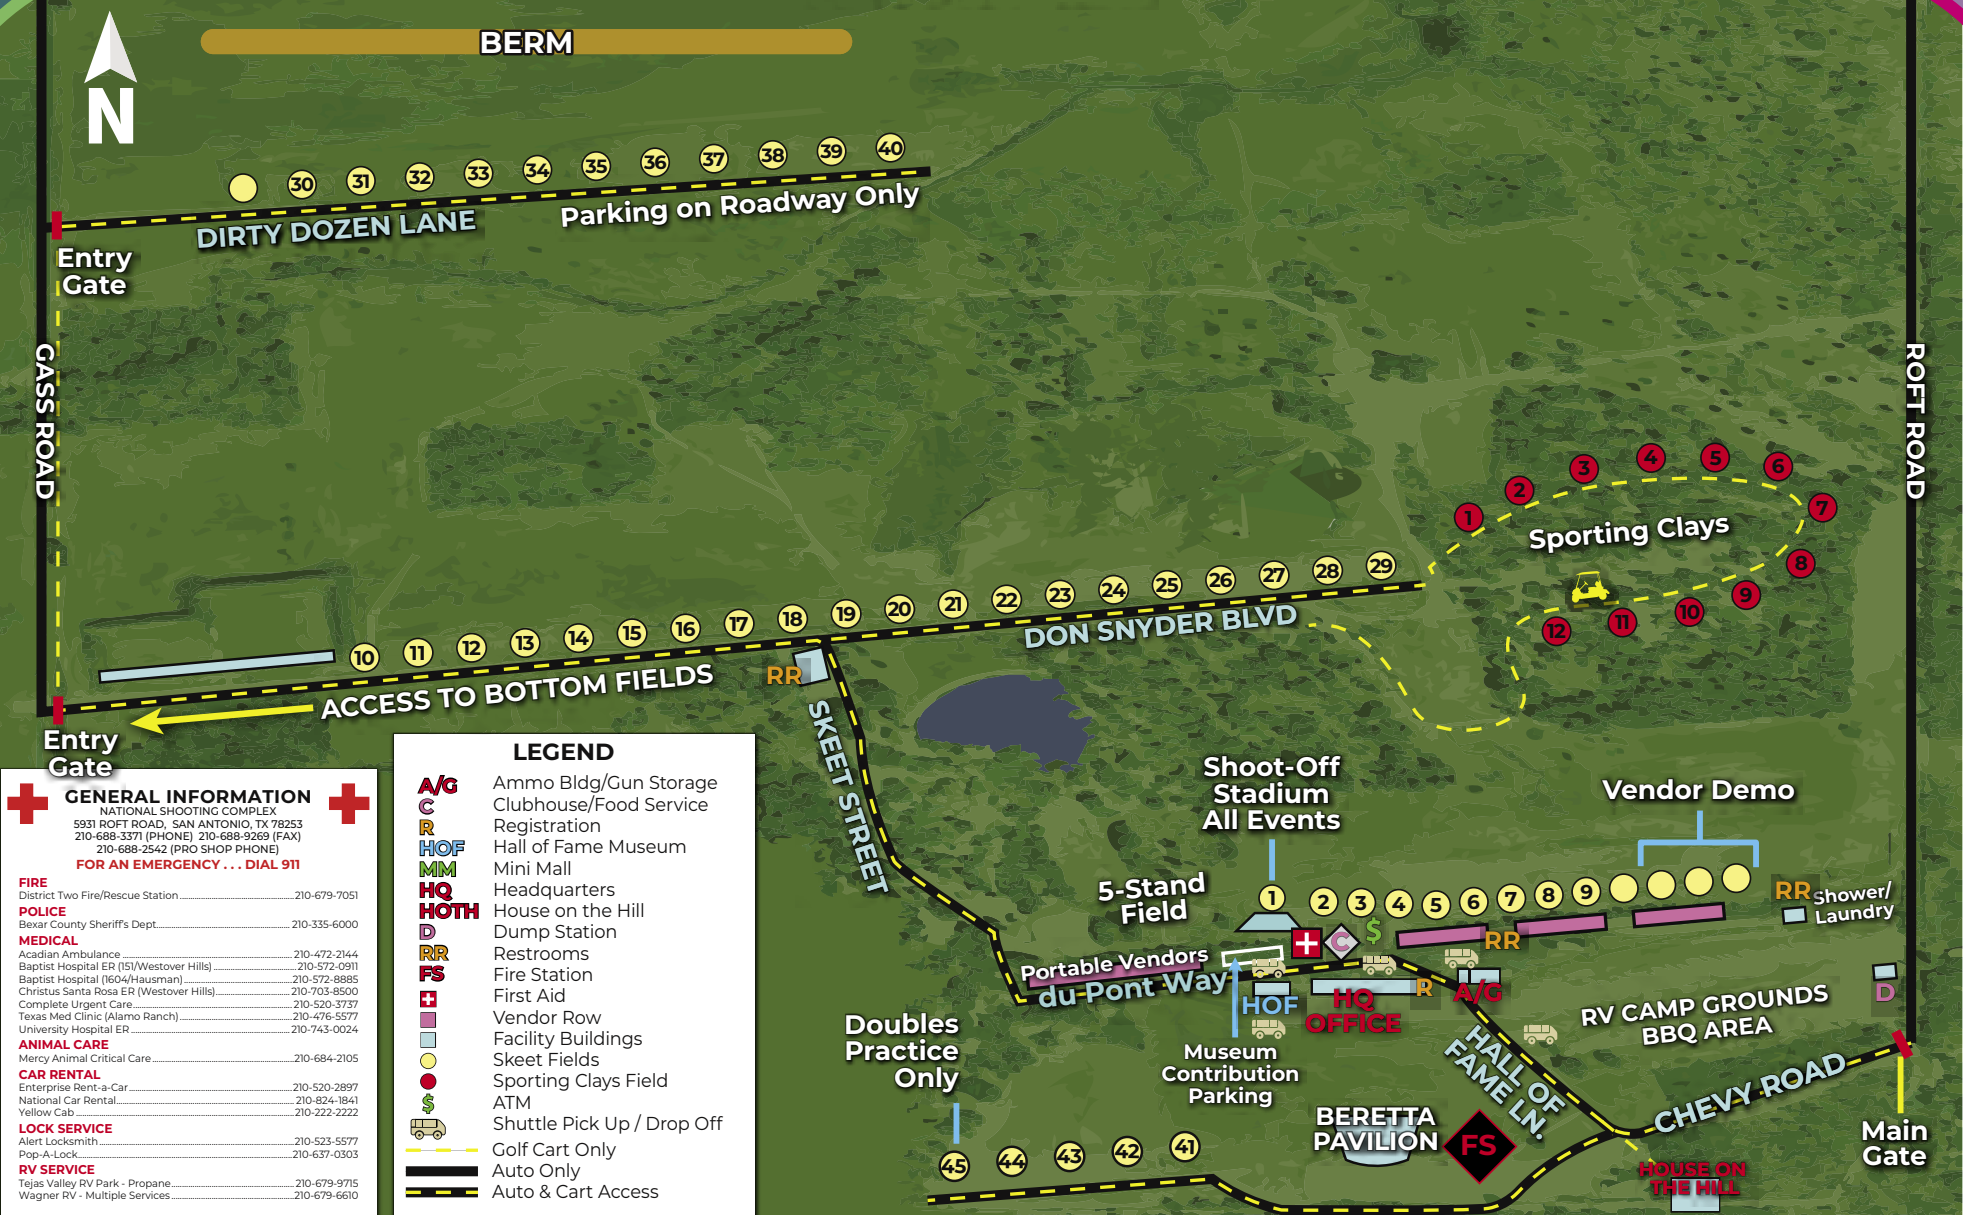 BERM
N
30 31 32 33 34 35 36 37 38 39 40
DIRTY DOZEN LANE
Parking on Roadway Only
Entry
Gate
GASS ROAD
ROFT ROAD
1 2 3 4 5 6 7 8 9 10 11 12
Sporting Clays
10 11 12 13 14 15 16 17 18 19 20 21 22 23 24 25 26 27 28 29
DON SNYDER BLVD
ACCESS TO BOTTOM FIELDS
RR
SKEET STREET
Entry
Gate
GENERAL INFORMATION
NATIONAL SHOOTING COMPLEX
5931 ROFT ROAD, SAN ANTONIO, TX 78253
210-688-3371 (PHONE) 210-688-9269 (FAX)
210-688-2542 (PRO SHOP PHONE)
FOR AN EMERGENCY . . . DIAL 911
FIRE
District Two Fire/Rescue Station 210-679-7051
POLICE
Bexar County Sheriff's Dept. 210-335-6000
MEDICAL
Acadian Ambulance 210-472-2144
Baptist Hospital ER (151/Westover Hills) 210-572-0911
Baptist Hospital (1604/Hausman) 210-572-8885
Christus Santa Rosa ER (Westover Hills) 210-703-8500
Complete Urgent Care 210-520-3737
Texas Med Clinic (Alamo Ranch) 210-476-5577
University Hospital ER 210-743-0024
ANIMAL CARE
Mercy Animal Critical Care 210-684-2105
CAR RENTAL
Enterprise Rent-a-Car 210-520-2897
National Car Rental 210-824-1841
Yellow Cab 210-222-2222
LOCK SERVICE
Alert Locksmith 210-523-5577
Pop-A-Lock 210-637-0303
RV SERVICE
Tejas Valley RV Park - Propane 210-679-9715
Wagner RV - Multiple Services 210-679-6610
LEGEND
A/G Ammo Bldg/Gun Storage
C Clubhouse/Food Service
R Registration
HOF Hall of Fame Museum
MM Mini Mall
HQ Headquarters
HOTH House on the Hill
D Dump Station
RR Restrooms
FS Fire Station
First Aid
Vendor Row
Facility Buildings
Skeet Fields
Sporting Clays Field
$ ATM
Shuttle Pick Up / Drop Off
Golf Cart Only
Auto Only
Auto & Cart Access
Shoot-Off
Stadium
All Events
Vendor Demo
5-Stand
Field
1 2 3 4 5 6 7 8 9
RR Shower/
Laundry
C
$
RR
Portable Vendors
du Pont Way
HOF
HQ
OFFICE
R
A/G
D
RV CAMP GROUNDS
BBQ AREA
Doubles
Practice
Only
Museum
Contribution
Parking
HALL OF
FAME LN.
CHEVY ROAD
BERETTA
PAVILION
FS
Main
Gate
45 44 43 42 41
HOUSE ON
THE HILL